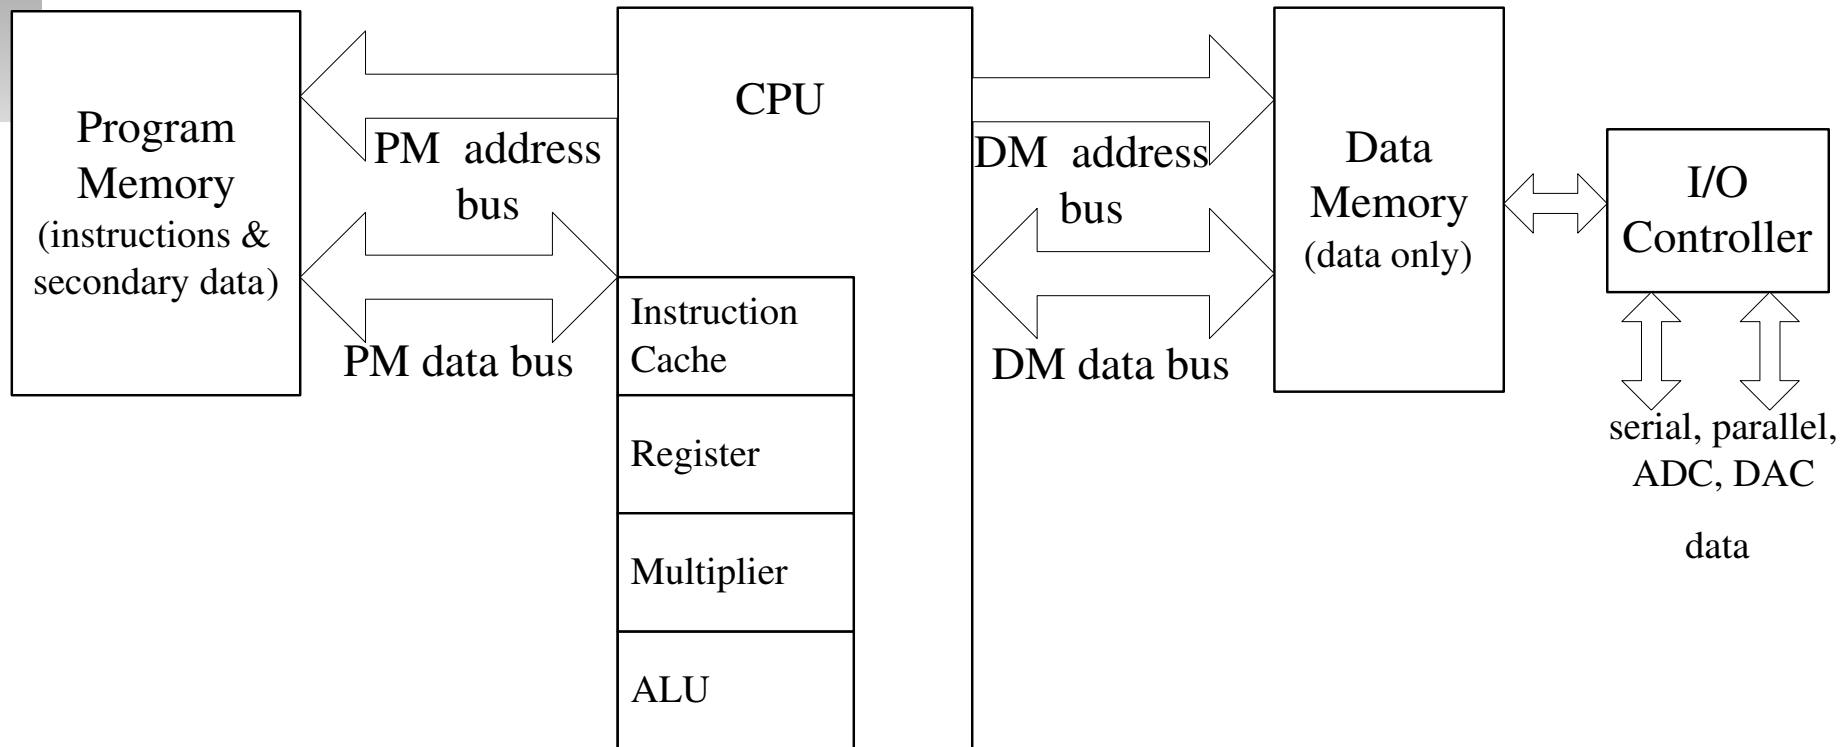 Program
Memory
(instructions &
secondary data)
PM address
bus
PM data bus
CPU
Instruction
Cache
Register
Multiplier
ALU
DM address
bus
DM data bus
Data
Memory
(data only)
I/O
Controller
serial, parallel,
ADC, DAC
data